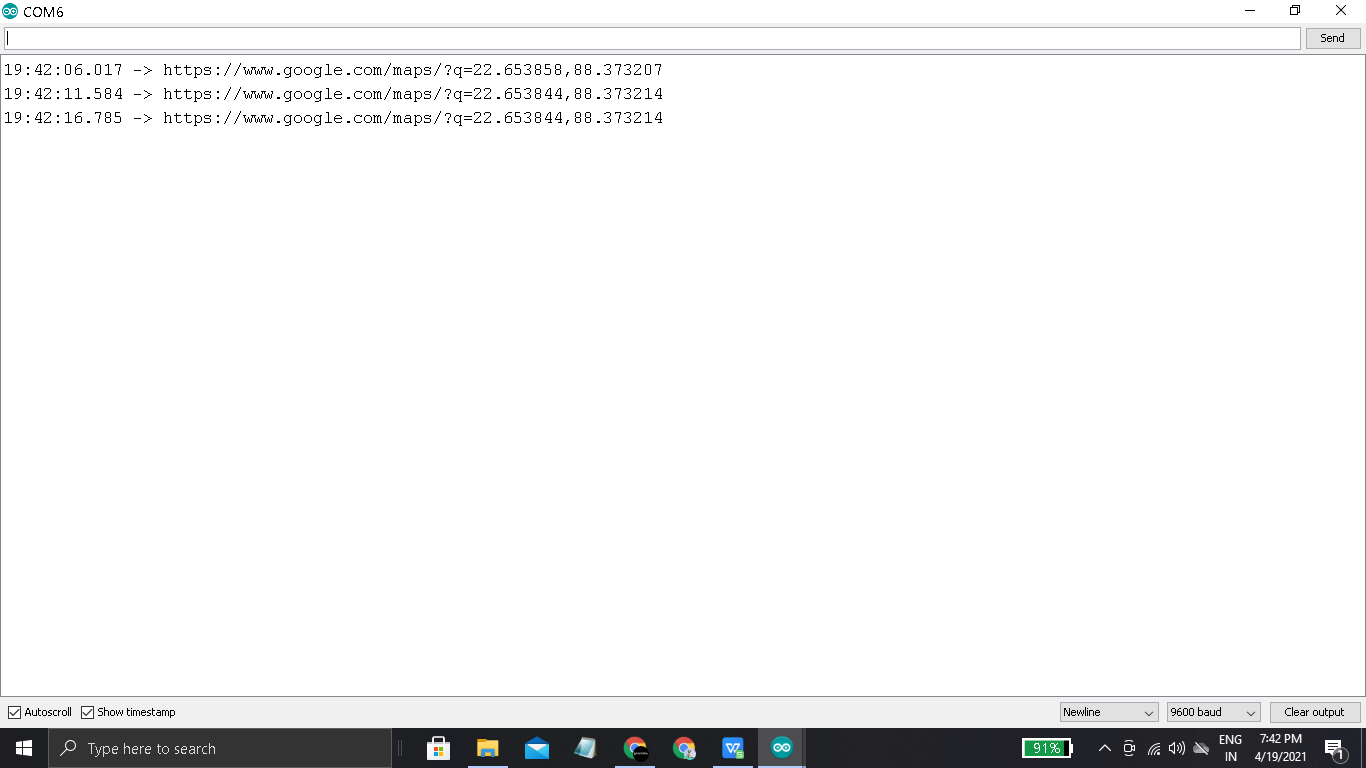 COM6
Send
19:42:06.017 -> https://www.google.com/maps/?q=22.653858,88.373207
19:42:11.584 -> https://www.google.com/maps/?q=22.653844,88.373214
19:42:16.785 -> https://www.google.com/maps/?q=22.653844,88.373214
Autoscroll Show timestamp Newline 9600 baud Clear output
Type here to search 91% ENG 7:42 PM
IN 4/19/2021 1